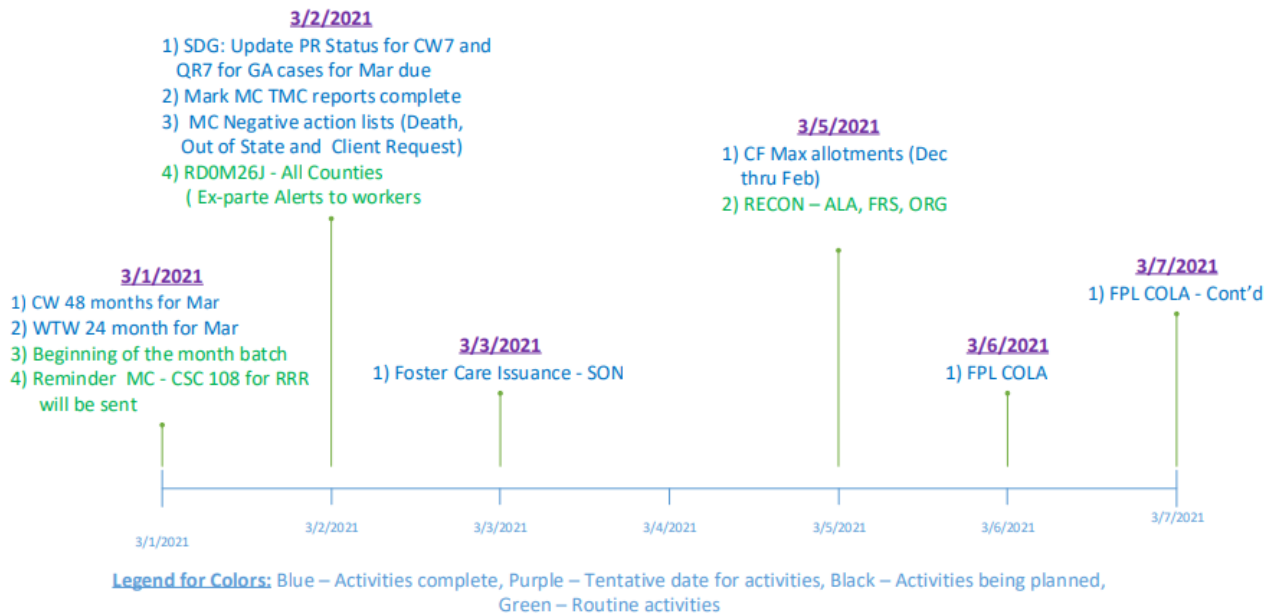 3/2/2021
1) SDG: Update PR Status for CW7 and
QR7 for GA cases for Mar due
2) Mark MC TMC reports complete
3) MC Negative action lists (Death,
Out of State and Client Request)
4) RD0M26J - All Counties
( Ex-parte Alerts to workers
3/5/2021
1) CF Max allotments (Dec
thru Feb)
2) RECON – ALA, FRS, ORG
3/1/2021
1) CW 48 months for Mar
2) WTW 24 month for Mar
3) Beginning of the month batch
4) Reminder MC - CSC 108 for RRR
will be sent
3/3/2021
1) Foster Care Issuance - SON
3/6/2021
1) FPL COLA
3/7/2021
1) FPL COLA - Cont’d
3/1/2021
3/2/2021
3/3/2021
3/4/2021
3/5/2021
3/6/2021
3/7/2021
Legend for Colors: Blue – Activities complete, Purple – Tentative date for activities, Black – Activities being planned,
Green – Routine activities